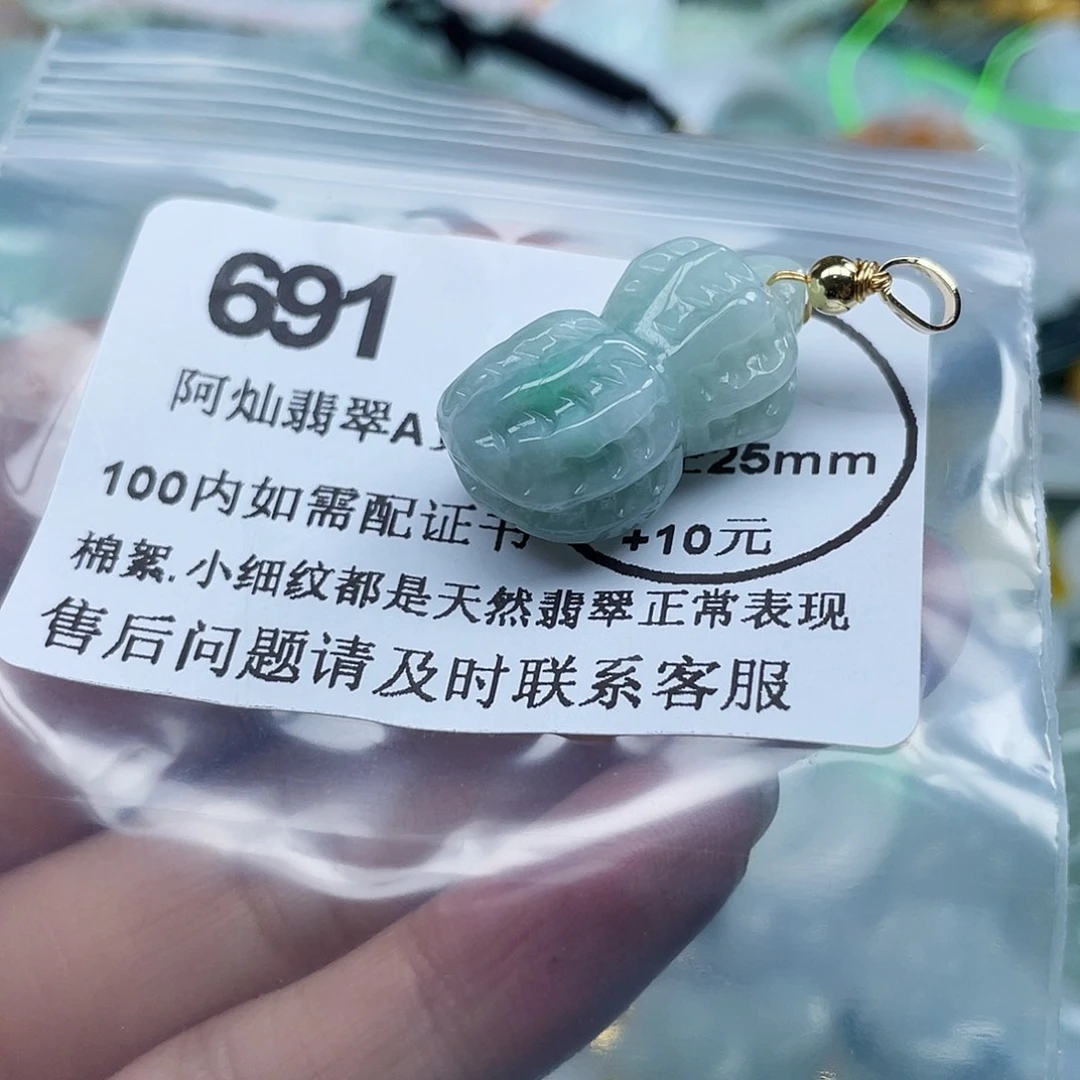 691
阿灿翡翠A
25mm
100内如需配证书 +10元
棉絮.小细纹都是天然翡翠正常表现
售后问题请及时联系客服